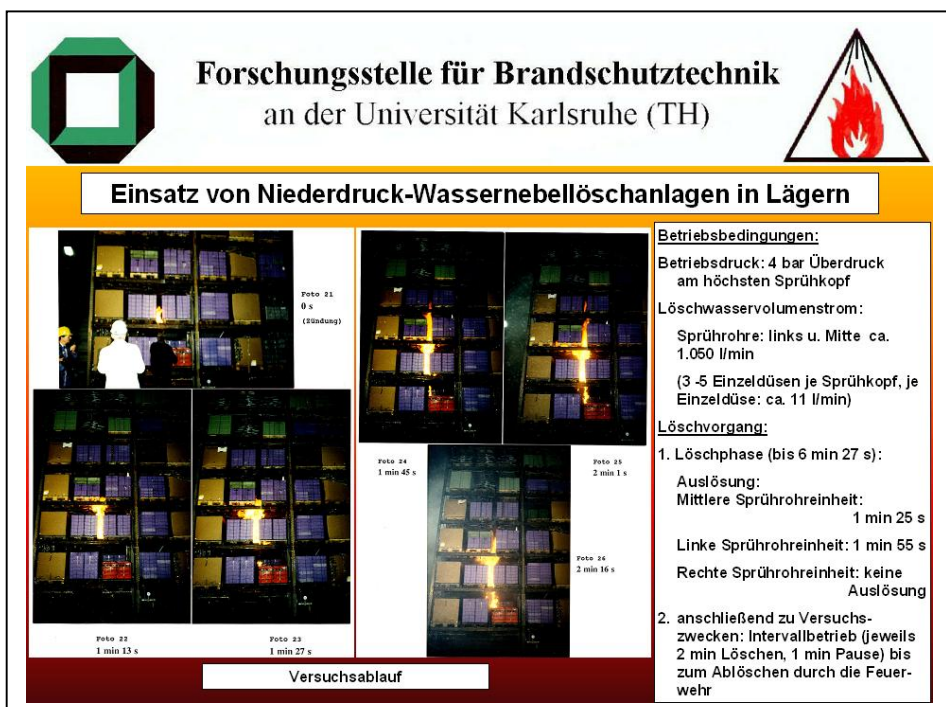 Forschungsstelle für Brandschutztechnik
an der Universität Karlsruhe (TH)
Einsatz von Niederdruck-Wassernebellöschanlagen in Lägern
Foto 21
0 s
(Zündung)
Foto 22
1 min 13 s
Foto 23
1 min 27 s
Foto 24
1 min 45 s
Foto 25
2 min 1 s
Foto 26
2 min 16 s
Versuchsablauf
Betriebsbedingungen:
Betriebsdruck: 4 bar Überdruck
am höchsten Sprühkopf
Löschwasservolumenstrom:
Sprührohre: links u. Mitte ca.
1.050 l/min
(3 -5 Einzeldüsen je Sprühkopf, je
Einzeldüse: ca. 11 l/min)
Löschvorgang:
1. Löschphase (bis 6 min 27 s):
Auslösung:
Mittlere Sprührohreinheit:
1 min 25 s
Linke Sprührohreinheit: 1 min 55 s
Rechte Sprührohreinheit: keine
Auslösung
2. anschließend zu Versuchs-
zwecken: Intervallbetrieb (jeweils
2 min Löschen, 1 min Pause) bis
zum Ablöschen durch die Feuer-
wehr